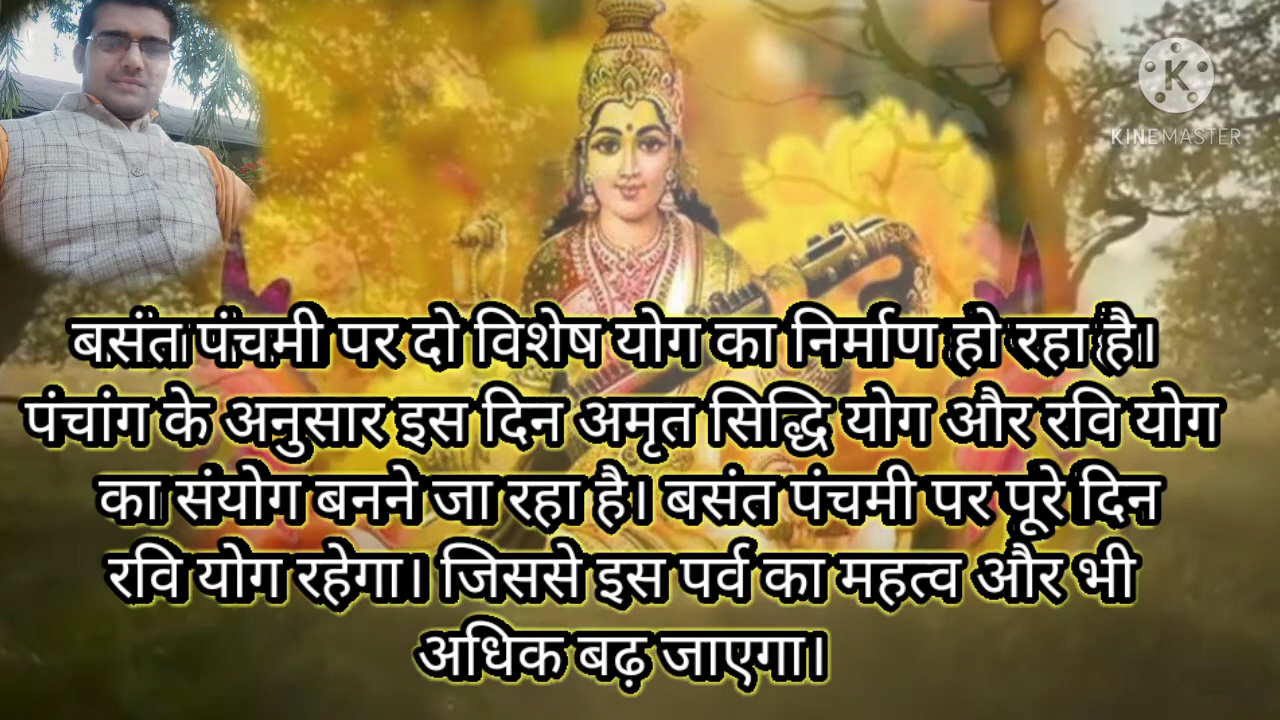 KINEMASTER
बसंत पंचमी पर दो विशेष योग का निर्माण हो रहा है।
पंचांग के अनुसार इस दिन अमृत सिद्धि योग और रवि योग
का संयोग बनने जा रहा है। बसंत पंचमी पर पूरे दिन
रवि योग रहेगा। जिससे इस पर्व का महत्व और भी
अधिक बढ़ जाएगा।